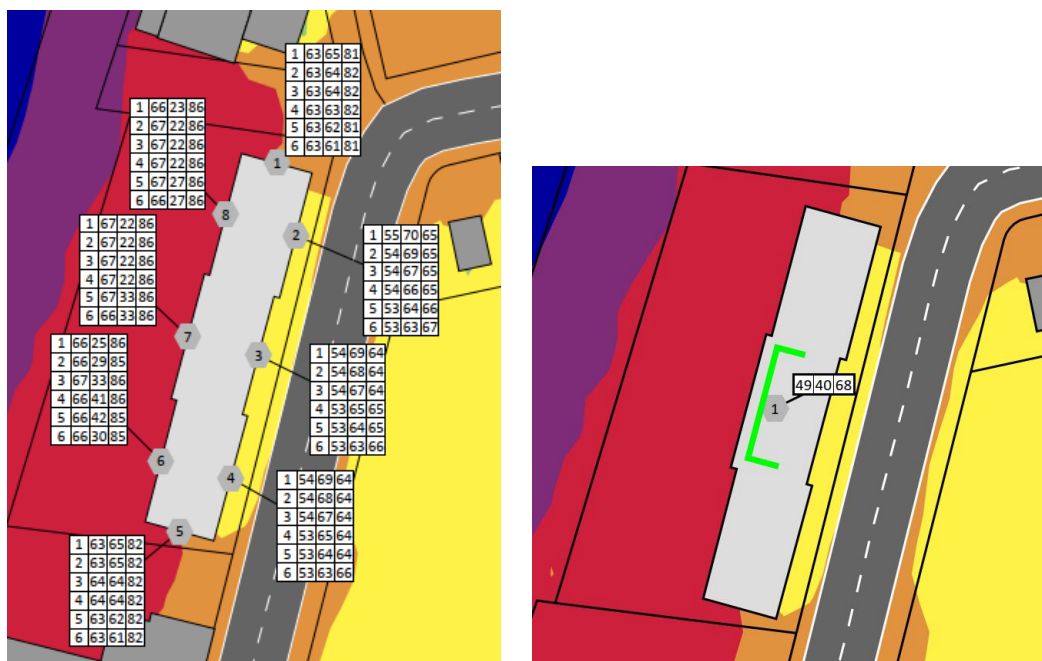 1 63 65 81
2 63 64 82
3 63 64 82
4 63 63 82
5 63 62 81
6 63 61 81
1 66 23 86
2 67 22 86
3 67 22 86
4 67 22 86
5 67 27 86
6 66 27 86
1
8
2
1 67 22 86
2 67 22 86
3 67 22 86
4 67 22 86
5 67 33 86
6 66 33 86
1 55 70 65
2 54 69 65
3 54 67 65
4 54 66 65
5 53 64 66
6 53 63 67
7
3
1 66 25 86
2 66 29 85
3 67 33 86
4 66 41 86
5 66 42 85
6 66 30 85
1 54 69 64
2 54 68 64
3 54 67 64
4 53 65 65
5 53 64 65
6 53 63 66
6
4
5
1 54 69 64
2 54 68 64
3 54 67 64
4 53 65 64
5 53 64 64
6 53 63 66
1 63 65 82
2 63 65 82
3 64 64 82
4 64 64 82
5 63 62 82
6 63 61 82
49 40 68
1